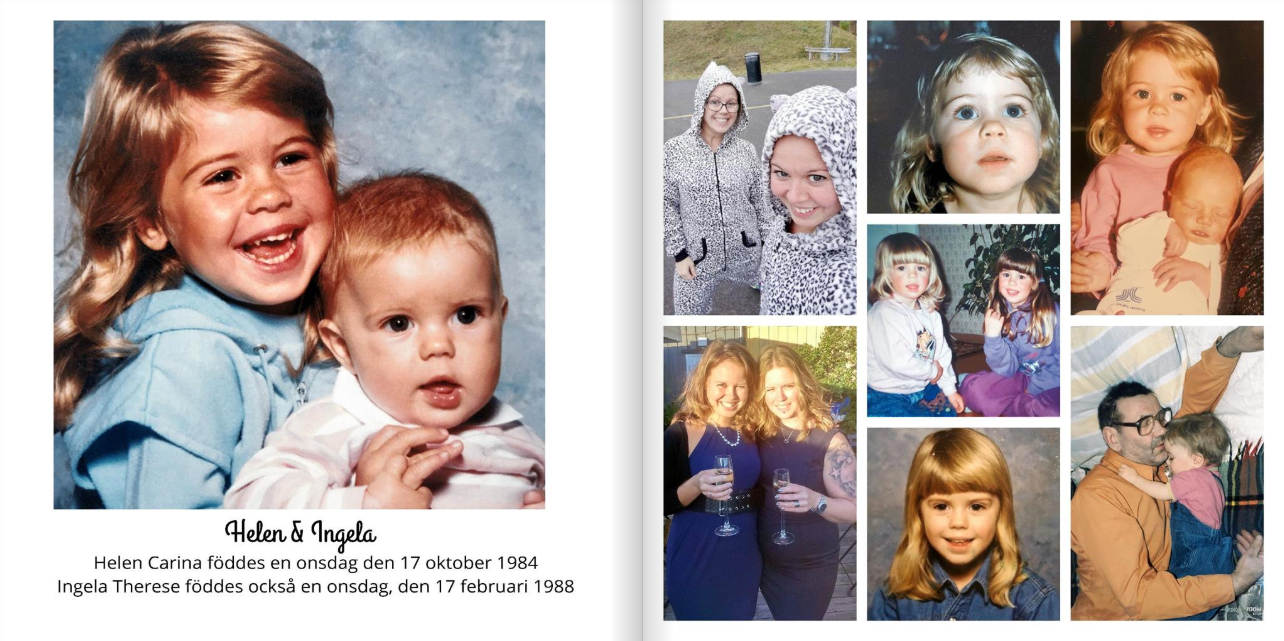 Helen & Ingela
Helen Carina föddes en onsdag den 17 oktober 1984
Ingela Therese föddes också en onsdag, den 17 februari 1988